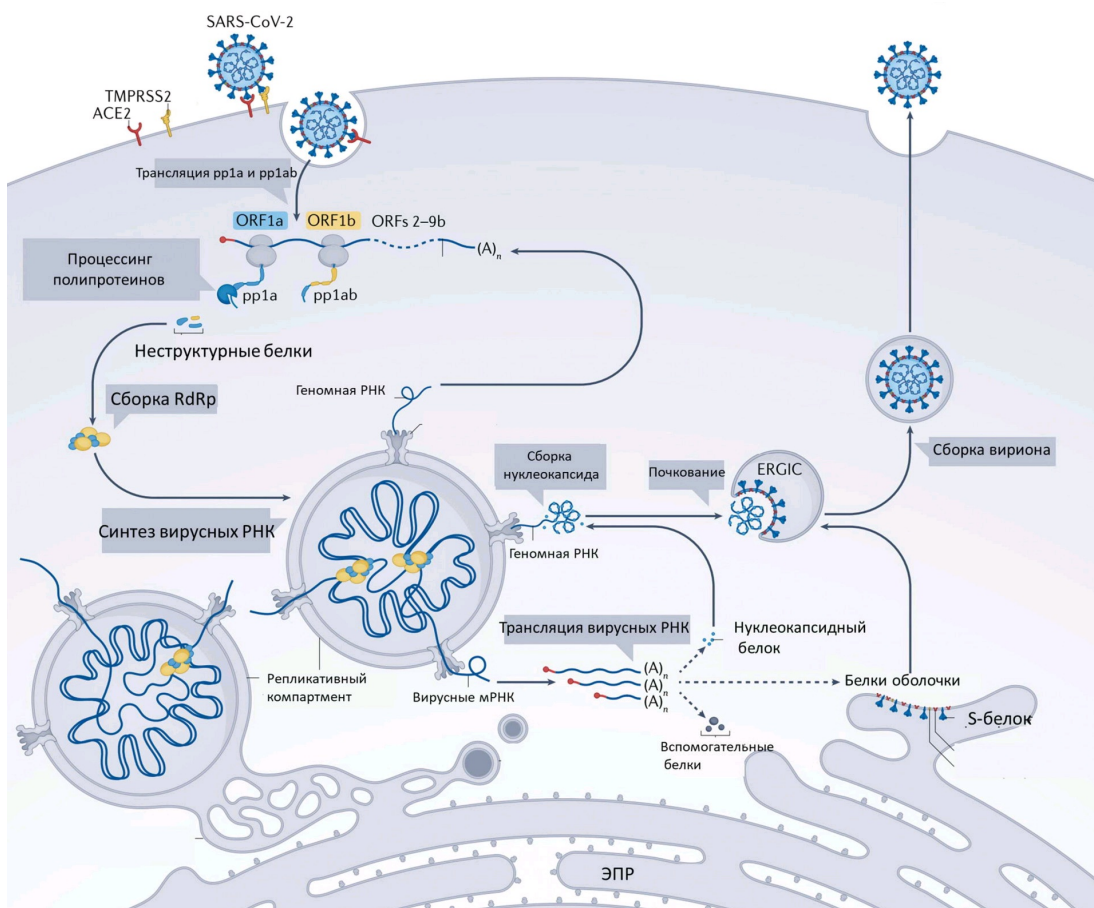 SARS-CoV-2
TMPRSS2
ACE2
Трансляция pp1a и pp1ab
ORF1a
ORF1b
ORFs 2–9b
(A)n
Процессинг
полипротеинов
pp1a
pp1ab
Неструктурные белки
Сборка RdRp
Геномная РНК
Синтез вирусных РНК
Сборка
нуклеокапсида
Почкование
ERGIC
Сборка вириона
Геномная РНК
Трансляция вирусных РНК
Нуклеокапсидный
белок
(A)n
(A)n
(A)n
Репликативный
компартмент
Вирусные мРНК
Белки оболочки
S-белок
Вспомогательные
белки
ЭПР